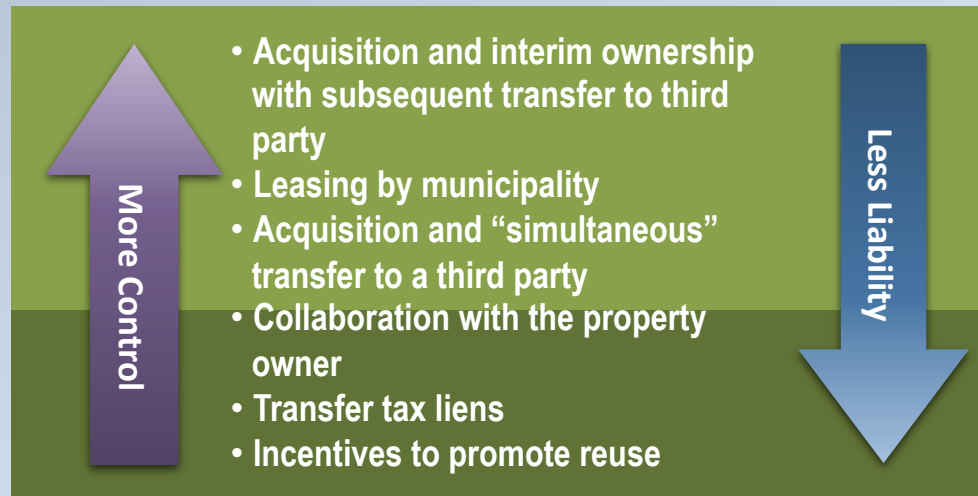 • Acquisition and interim ownership
with subsequent transfer to third
party
• Leasing by municipality
• Acquisition and “simultaneous”
transfer to a third party
• Collaboration with the property
owner
• Transfer tax liens
• Incentives to promote reuse
More Control
Less Liability